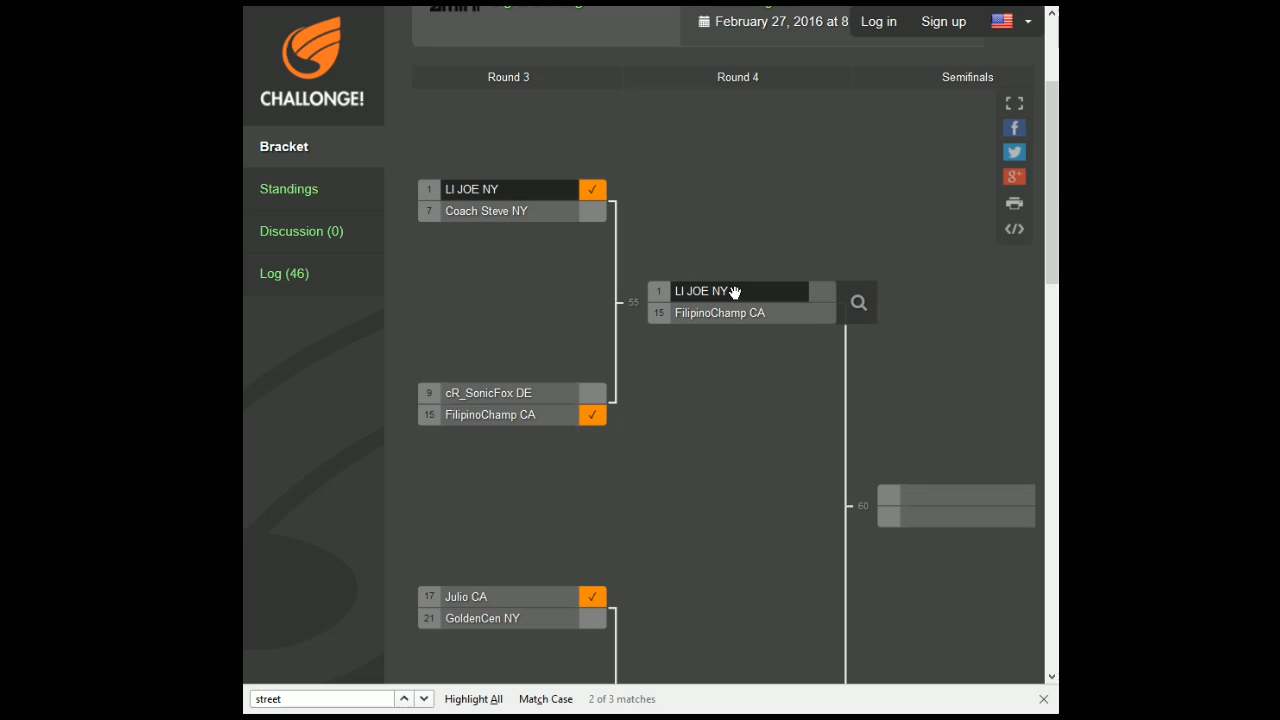 February 27, 2016 at 8
Log in
Sign up
CHALLONGE!
Round 3
Round 4
Semifinals
Bracket
Standings
Discussion (0)
Log (46)
1 LI JOE NY ✓
7 Coach Steve NY
55
1 LI JOE NY
15 FilipinoChamp CA
9 cR_SonicFox DE
15 FilipinoChamp CA ✓
60
17 Julio CA ✓
21 GoldenCen NY
f
g+
</>
street
Highlight All
Match Case
2 of 3 matches